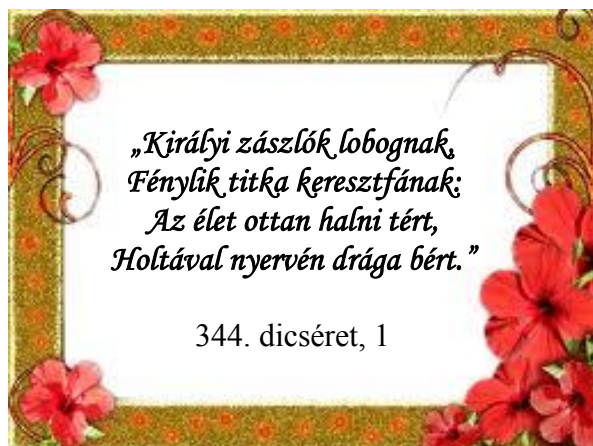 „Királyi zászlók lobognak,
Fénylik titka keresztfának:
Az élet ottan halni tért,
Holtával nyervén drága bért.”
344. dicséret, 1